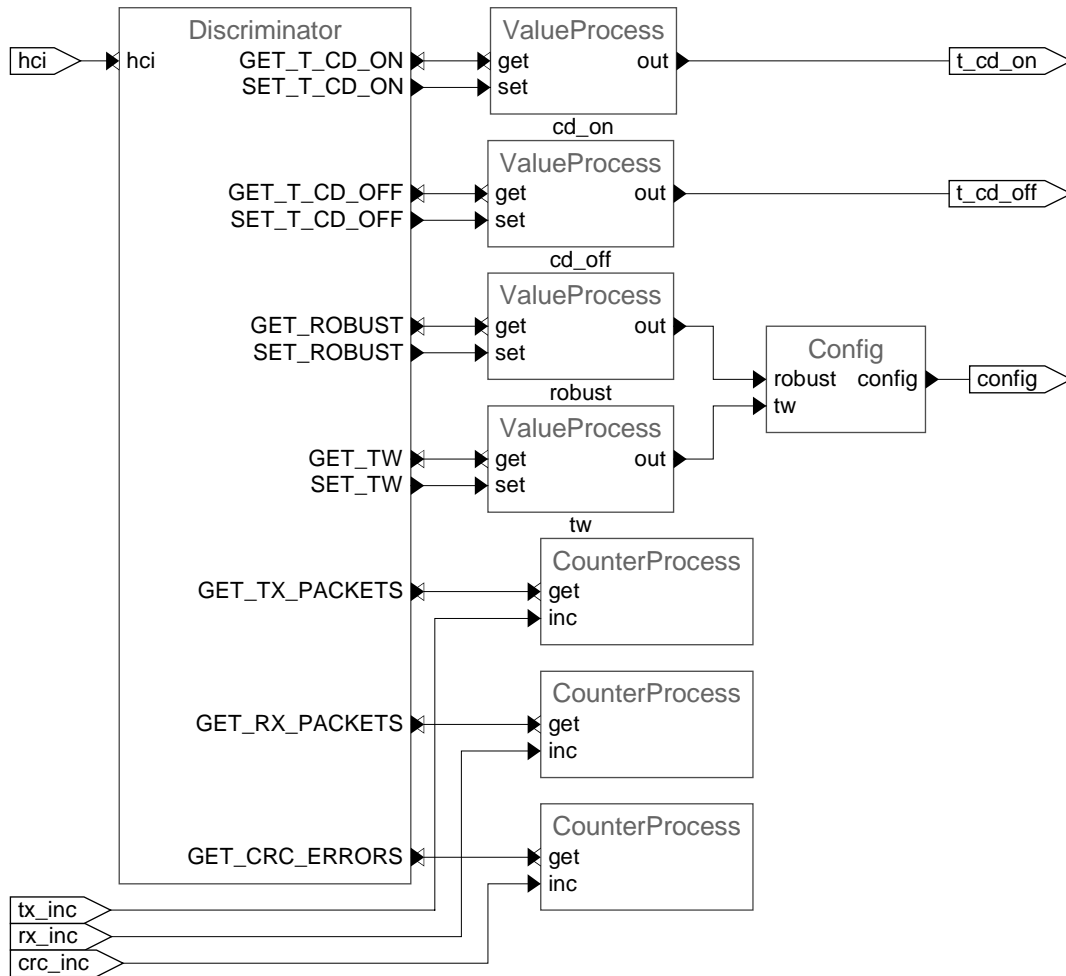 Discriminator
hci
hci
GET_T_CD_ON
SET_T_CD_ON
ValueProcess
get
out
set
cd_on
t_cd_on
GET_T_CD_OFF
SET_T_CD_OFF
ValueProcess
get
out
set
cd_off
t_cd_off
GET_ROBUST
SET_ROBUST
ValueProcess
get
out
set
robust
Config
robust
config
tw
config
GET_TW
SET_TW
ValueProcess
get
out
set
tw
GET_TX_PACKETS
CounterProcess
get
inc
GET_RX_PACKETS
CounterProcess
get
inc
GET_CRC_ERRORS
CounterProcess
get
inc
tx_inc
rx_inc
crc_inc